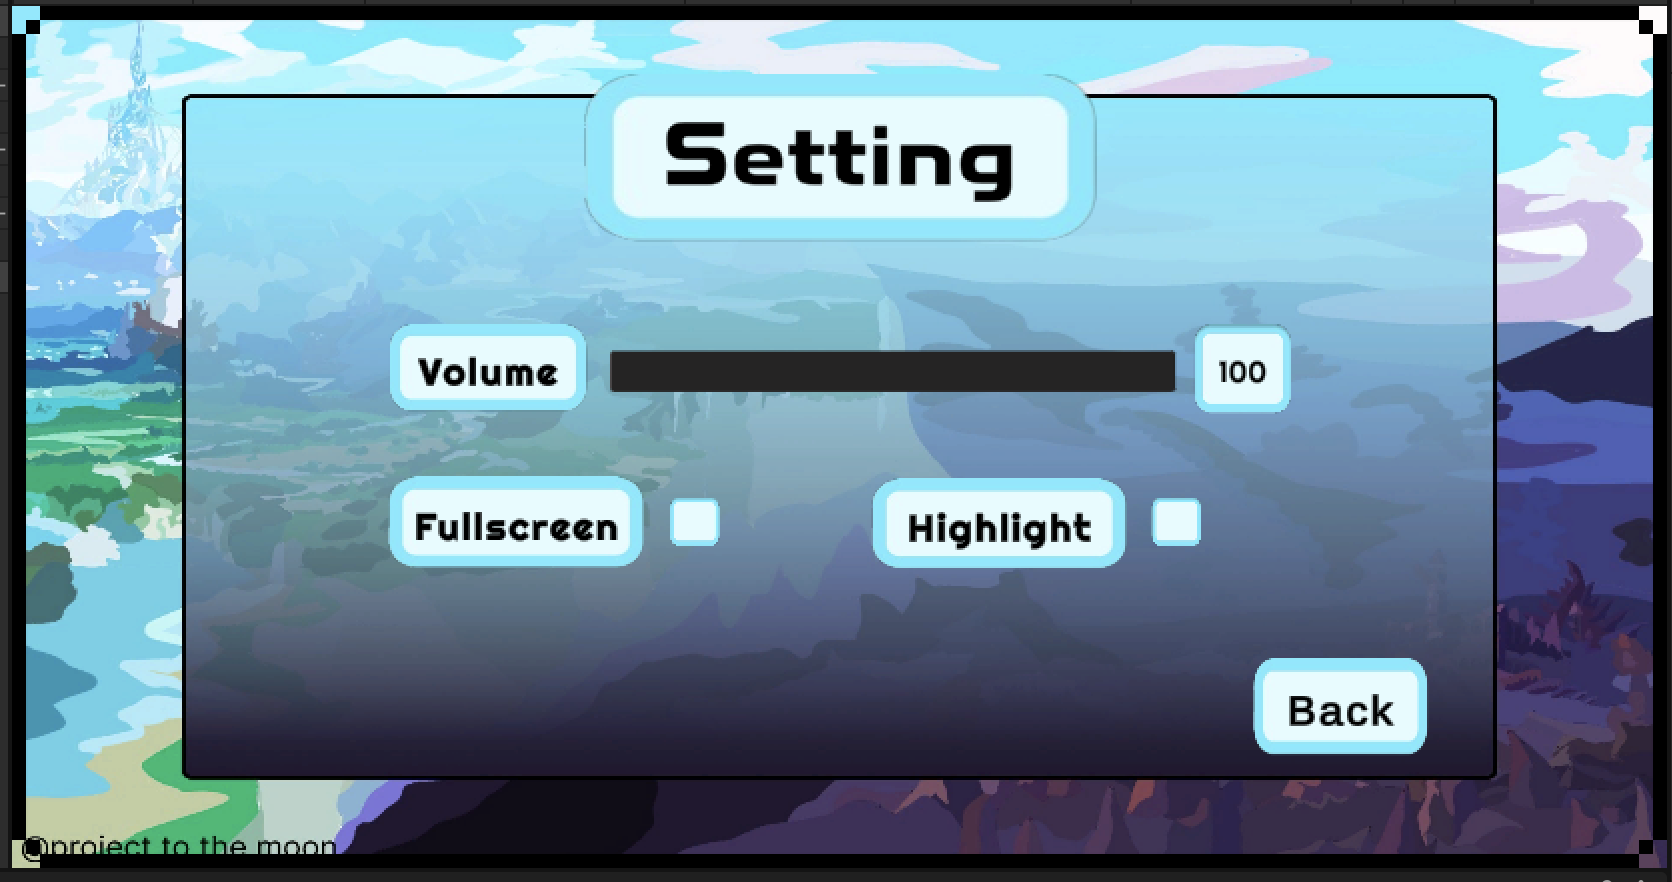 Setting
Volume
100
Fullscreen
Highlight
Back
@project to the moon